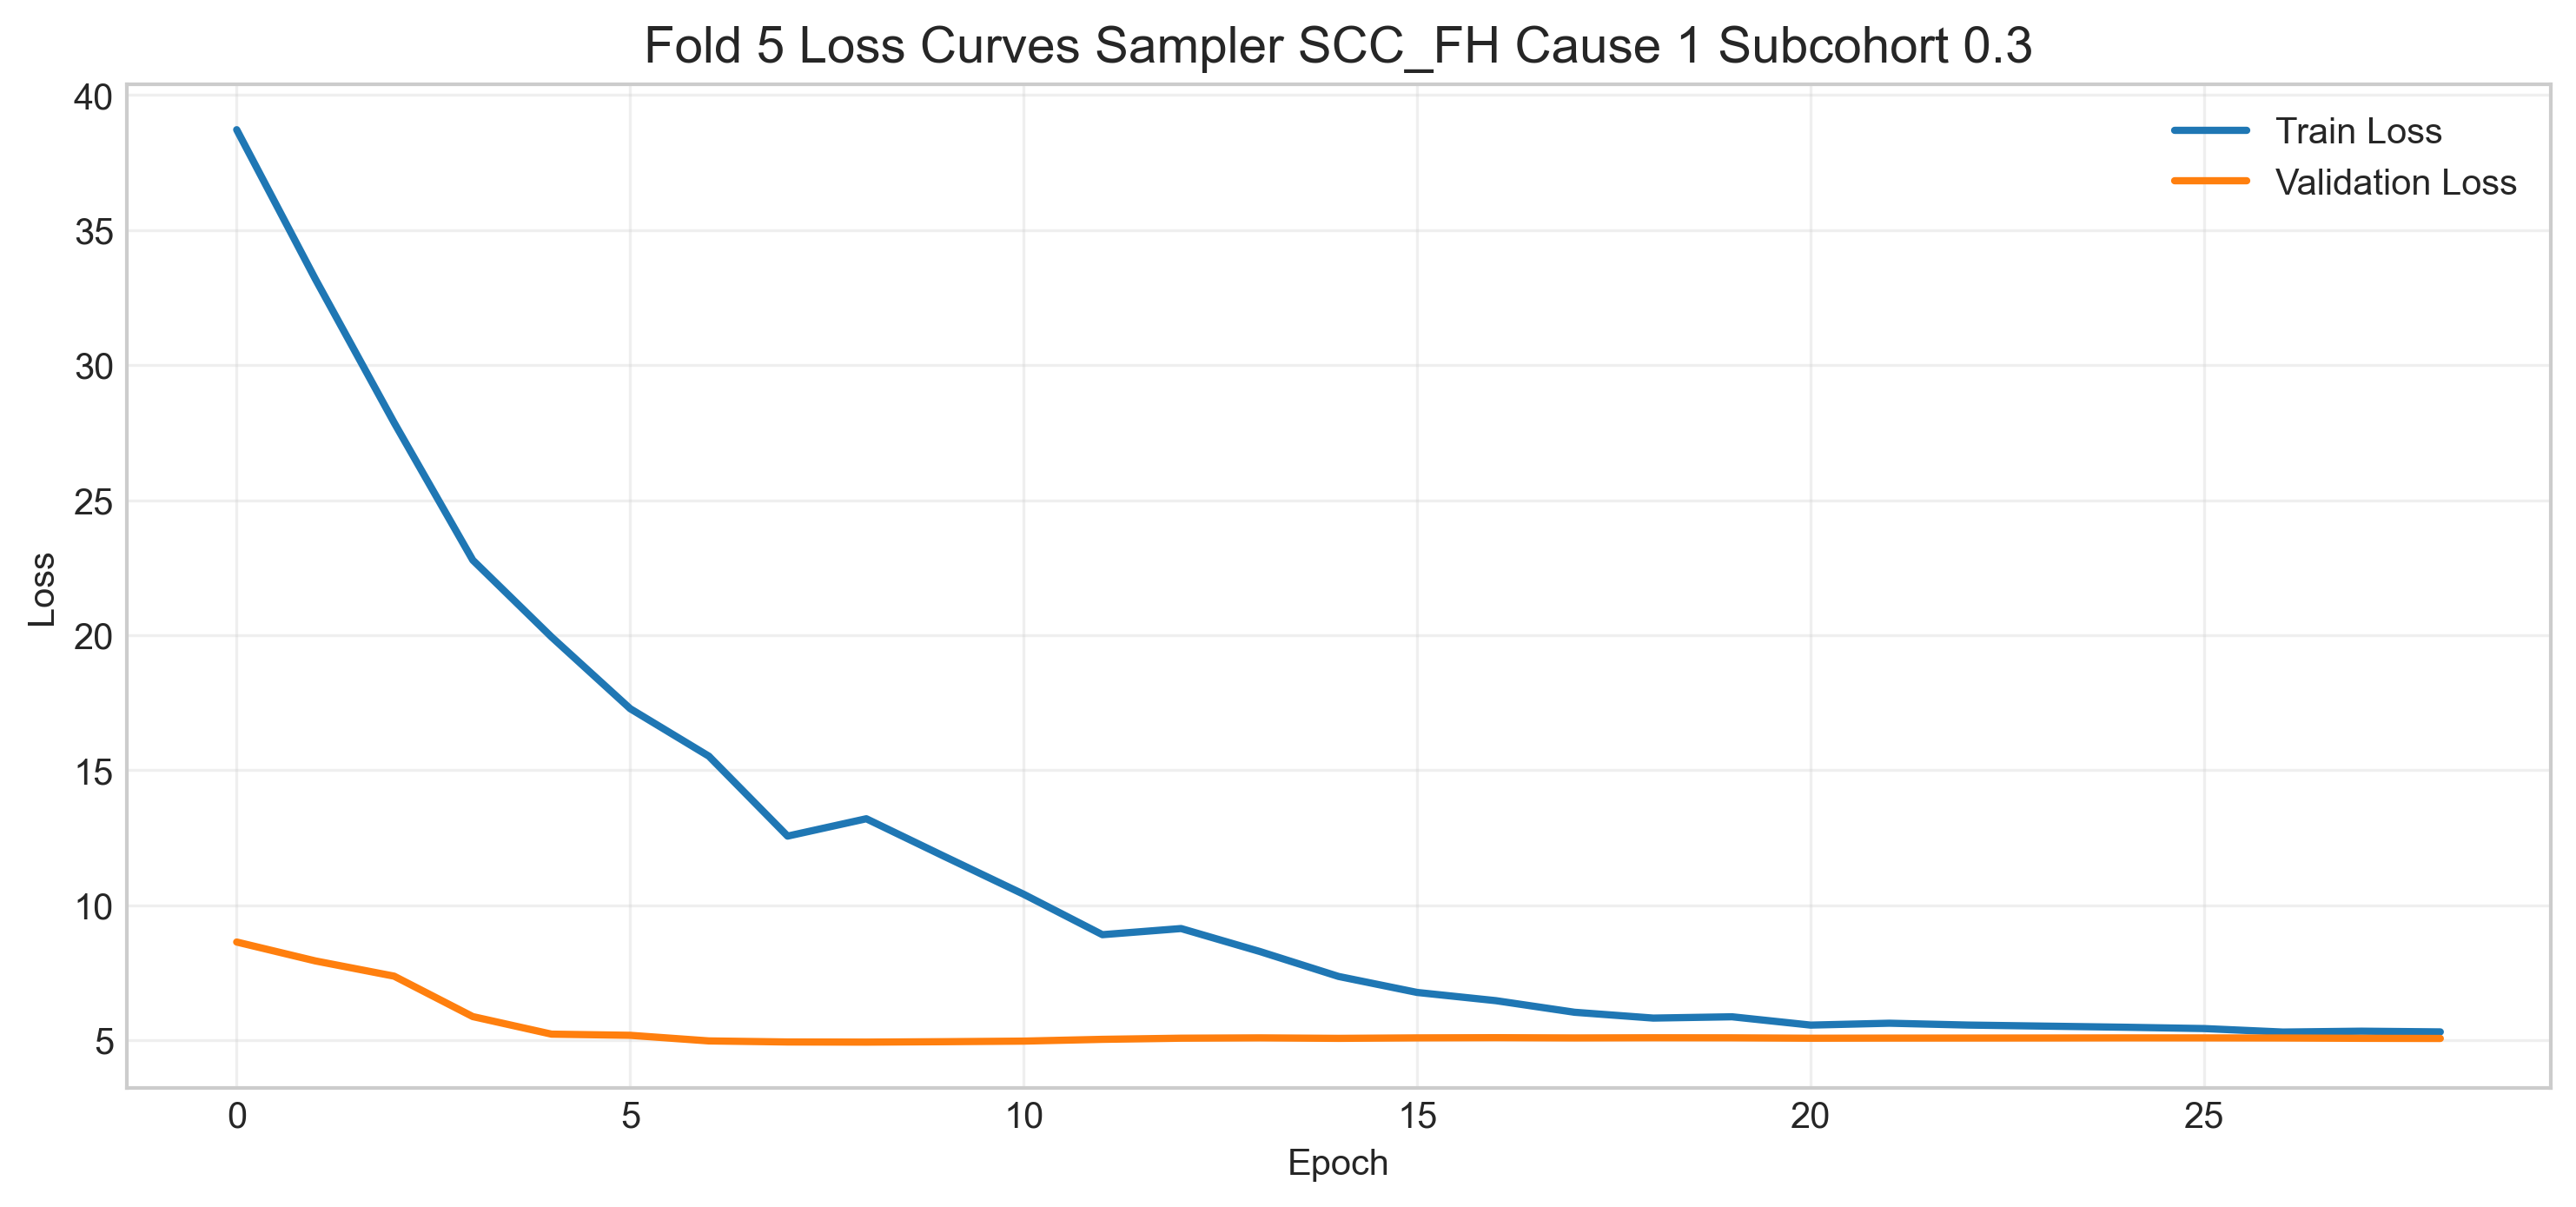 Fold 5 Loss Curves Sampler SCC_FH Cause 1 Subcohort 0.3
Train Loss
Validation Loss
Loss
40
35
30
25
20
15
10
5
0 5 10 15 20 25
Epoch